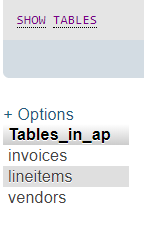 SHOW TABLES
+ Options
Tables_in_ap
invoices
lineitems
vendors